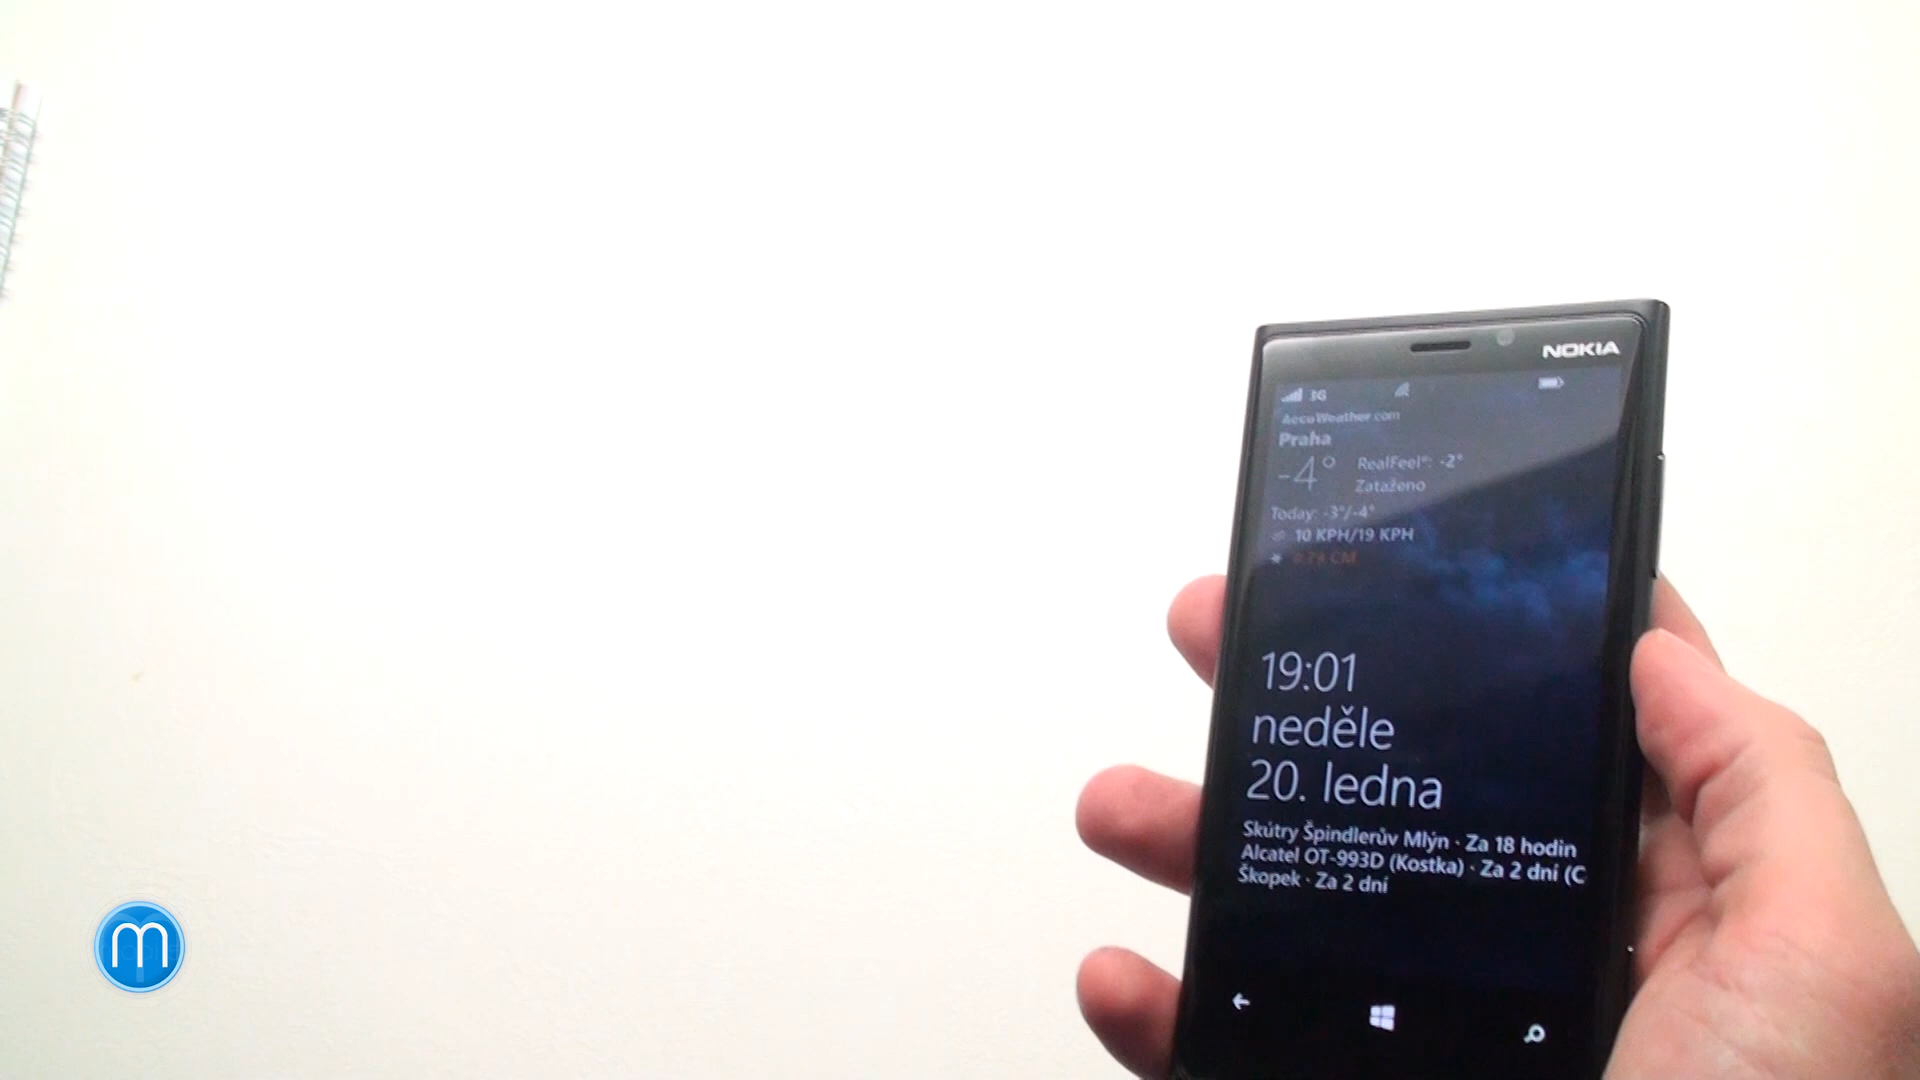 NOKIA
3G
AccuWeather.com
Praha
-4° RealFeel®: -2°
Zataženo
Today: -3°/-4°
10 KPH/19 KPH
CM
19:01
neděle
20. ledna
Skútry Špindlerův Mlýn · Za 18 hodin
Alcatel OT-993D (Kostka) · Za 2 dní (C
Škopek · Za 2 dní
m